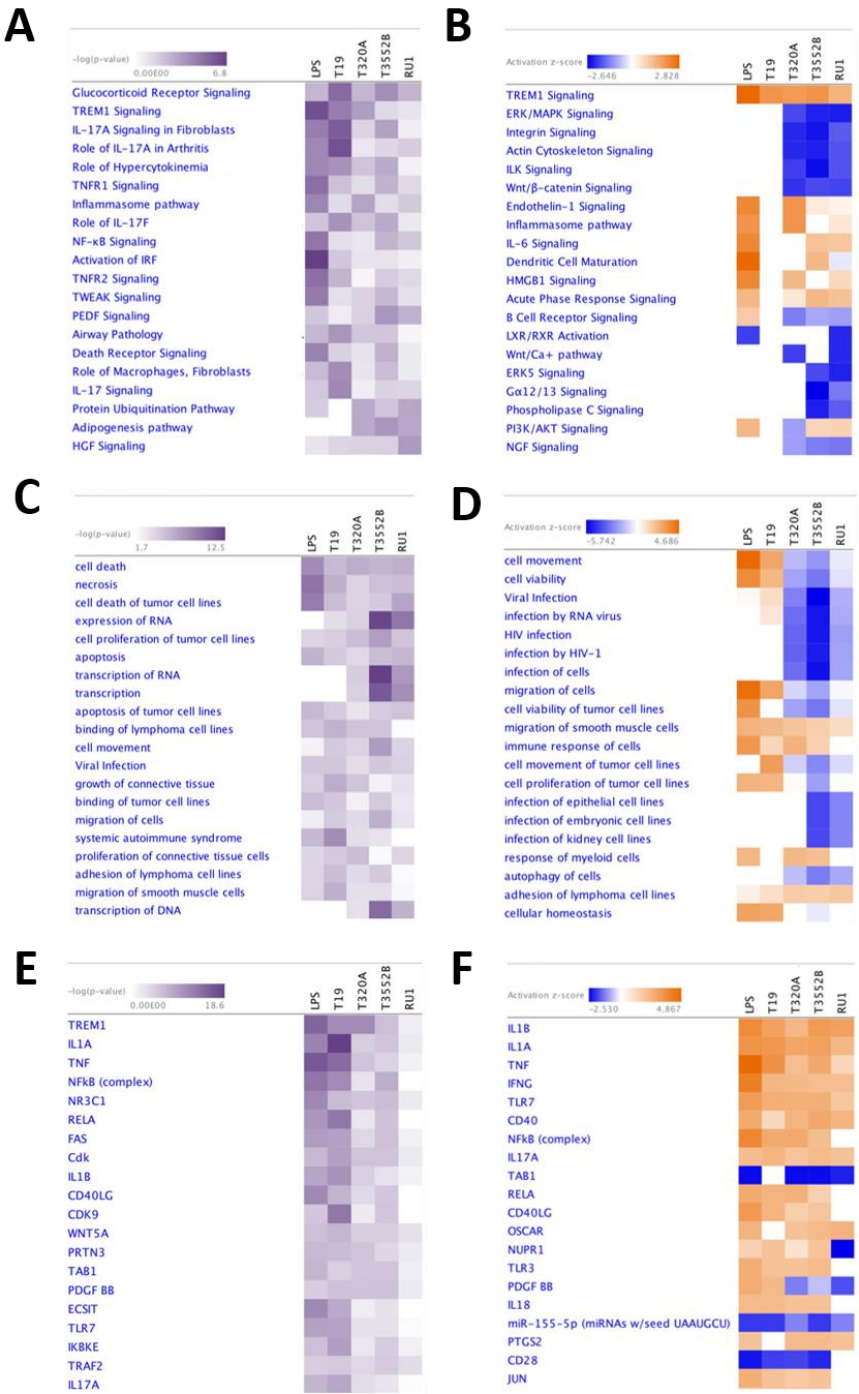 A
-log(p-value)
0.00E00 6.8
LPS T19 T320A T3552B RU1
Glucocorticoid Receptor Signaling
TREM1 Signaling
IL-17A Signaling in Fibroblasts
Role of IL-17A in Arthritis
Role of Hypercytokinemia
TNFR1 Signaling
Inflammasome pathway
Role of IL-17F
NF-κB Signaling
Activation of IRF
TNFR2 Signaling
TWEAK Signaling
PEDF Signaling
Airway Pathology
Death Receptor Signaling
Role of Macrophages, Fibroblasts
IL-17 Signaling
Protein Ubiquitination Pathway
Adipogenesis pathway
HGF Signaling
B
Activation z-score
-2.646 2.828
LPS T19 T320A T3552B RU1
TREM1 Signaling
ERK/MAPK Signaling
Integrin Signaling
Actin Cytoskeleton Signaling
ILK Signaling
Wnt/β-catenin Signaling
Endothelin-1 Signaling
Inflammasome pathway
IL-6 Signaling
Dendritic Cell Maturation
HMGB1 Signaling
Acute Phase Response Signaling
B Cell Receptor Signaling
LXR/RXR Activation
Wnt/Ca+ pathway
ERK5 Signaling
Gα12/13 Signaling
Phospholipase C Signaling
PI3K/AKT Signaling
NGF Signaling
C
-log(p-value)
1.7 12.5
LPS T19 T320A T3552B RU1
cell death
necrosis
cell death of tumor cell lines
expression of RNA
cell proliferation of tumor cell lines
apoptosis
transcription of RNA
transcription
apoptosis of tumor cell lines
binding of lymphoma cell lines
cell movement
Viral Infection
growth of connective tissue
binding of tumor cell lines
migration of cells
systemic autoimmune syndrome
proliferation of connective tissue cells
adhesion of lymphoma cell lines
migration of smooth muscle cells
transcription of DNA
D
Activation z-score
-5.742 4.686
LPS T19 T320A T3552B RU1
cell movement
cell viability
Viral Infection
infection by RNA virus
HIV infection
infection by HIV-1
infection of cells
migration of cells
cell viability of tumor cell lines
migration of smooth muscle cells
immune response of cells
cell movement of tumor cell lines
cell proliferation of tumor cell lines
infection of epithelial cell lines
infection of embryonic cell lines
infection of kidney cell lines
response of myeloid cells
autophagy of cells
adhesion of lymphoma cell lines
cellular homeostasis
E
-log(p-value)
0.00E00 18.6
LPS T19 T320A T3552B RU1
TREM1
IL1A
TNF
NFkB (complex)
NR3C1
RELA
FAS
Cdk
IL1B
CD40LG
CDK9
WNT5A
PRTN3
TAB1
PDGF BB
ECSIT
TLR7
IKBKE
TRAF2
IL17A
F
Activation z-score
-2.530 4.867
LPS T19 T320A T3552B RU1
IL1B
IL1A
TNF
IFNG
TLR7
CD40
NFkB (complex)
IL17A
TAB1
RELA
CD40LG
OSCAR
NUPR1
TLR3
PDGF BB
IL18
miR-155-5p (miRNAs w/seed UAAUGCU)
PTGS2
CD28
JUN